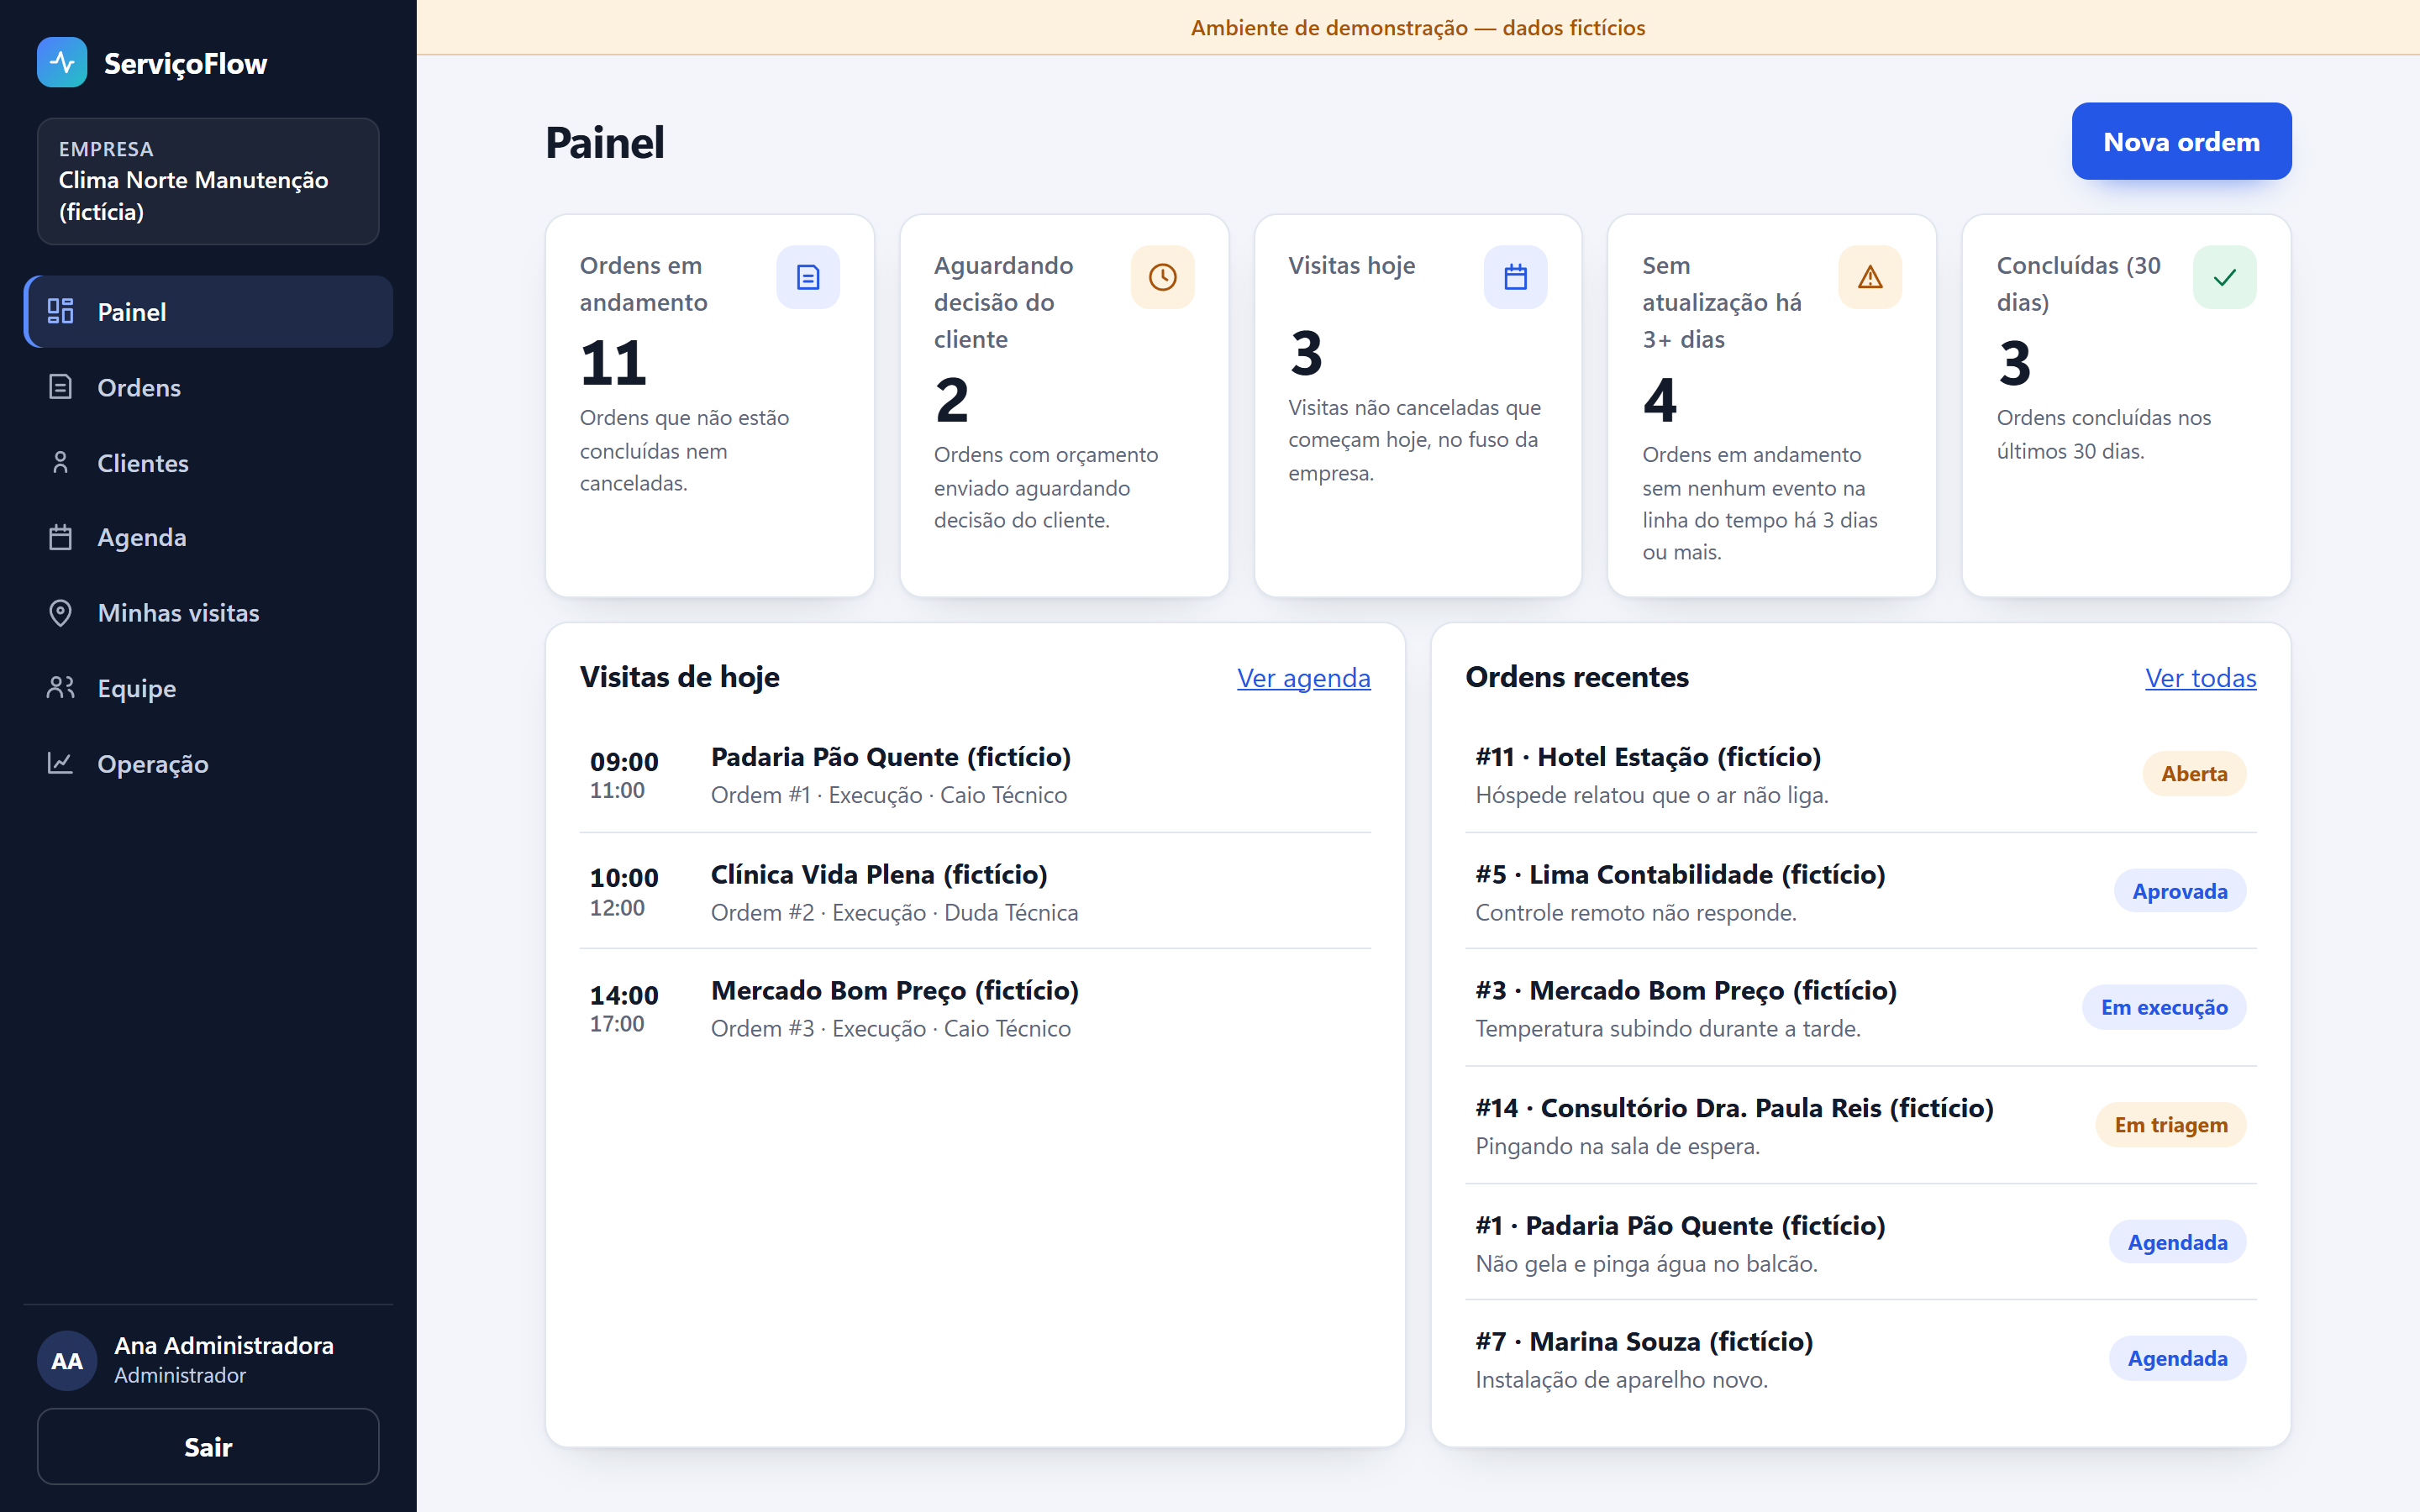 ServiçoFlow
EMPRESA
Clima Norte Manutenção
(fictícia)
Painel
Ordens
Clientes
Agenda
Minhas visitas
Equipe
Operação
AA
Ana Administradora
Administrador
Sair
Ambiente de demonstração — dados fictícios
Painel
Nova ordem
Ordens em
andamento
11
Ordens que não estão
concluídas nem
canceladas.
Aguardando
decisão do
cliente
2
Ordens com orçamento
enviado aguardando
decisão do cliente.
Visitas hoje
3
Visitas não canceladas que
começam hoje, no fuso da
empresa.
Sem
atualização há
3+ dias
4
Ordens em andamento
sem nenhum evento na
linha do tempo há 3 dias
ou mais.
Concluídas (30
dias)
3
Ordens concluídas nos
últimos 30 dias.
Visitas de hoje
Ver agenda
09:00
11:00
Padaria Pão Quente (fictício)
Ordem #1 · Execução · Caio Técnico
10:00
12:00
Clínica Vida Plena (fictício)
Ordem #2 · Execução · Duda Técnica
14:00
17:00
Mercado Bom Preço (fictício)
Ordem #3 · Execução · Caio Técnico
Ordens recentes
Ver todas
#11 · Hotel Estação (fictício)
Hóspede relatou que o ar não liga.
Aberta
#5 · Lima Contabilidade (fictício)
Controle remoto não responde.
Aprovada
#3 · Mercado Bom Preço (fictício)
Temperatura subindo durante a tarde.
Em execução
#14 · Consultório Dra. Paula Reis (fictício)
Pingando na sala de espera.
Em triagem
#1 · Padaria Pão Quente (fictício)
Não gela e pinga água no balcão.
Agendada
#7 · Marina Souza (fictício)
Instalação de aparelho novo.
Agendada